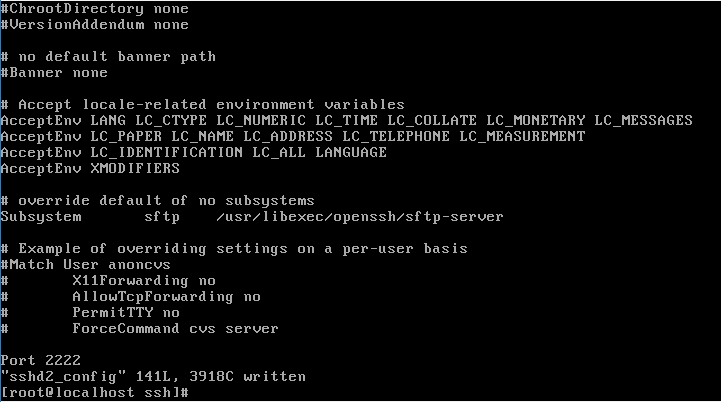 #ChrootDirectory none
#VersionAddendum none
# no default banner path
#Banner none
# Accept locale-related environment variables
AcceptEnv LANG LC_CTYPE LC_NUMERIC LC_TIME LC_COLLATE LC_MONETARY LC_MESSAGES
AcceptEnv LC_PAPER LC_NAME LC_ADDRESS LC_TELEPHONE LC_MEASUREMENT
AcceptEnv LC_IDENTIFICATION LC_ALL LANGUAGE
AcceptEnv XMODIFIERS
# override default of no subsystems
Subsystem       sftp    /usr/libexec/openssh/sftp-server
# Example of overriding settings on a per-user basis
#Match User anoncvs
#       X11Forwarding no
#       AllowTcpForwarding no
#       PermitTTY no
#       ForceCommand cvs server
Port 2222
"sshd2_config" 141L, 3918C written
[root@localhost ssh]#